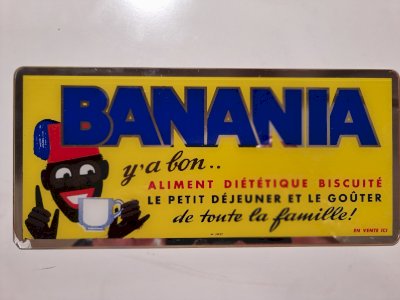 BANANIA
y'a bon..
ALIMENT DIÉTÉTIQUE BISCUITÉ
LE PETIT DÉJEUNER ET LE GOÛTER
de toute la famille!
EN VENTE ICI